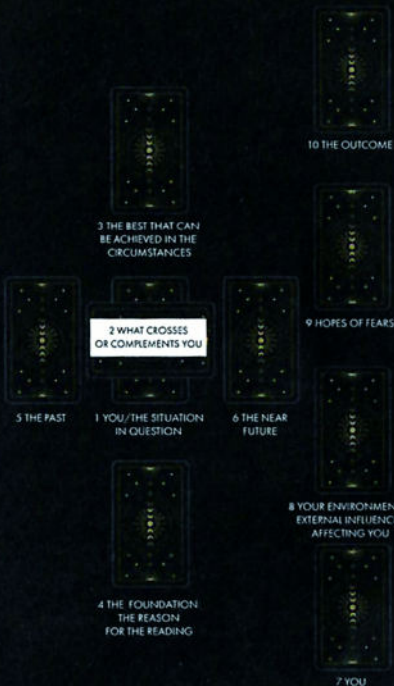 10 THE OUTCOME
3 THE BEST THAT CAN
BE ACHIEVED IN THE
CIRCUMSTANCES
9 HOPES OF FEARS
2 WHAT CROSSES
OR COMPLEMENTS YOU
5 THE PAST
1 YOU/THE SITUATION
IN QUESTION
6 THE NEAR
FUTURE
8 YOUR ENVIRONMEN
EXTERNAL INFLUENC
AFFECTING YOU
4 THE FOUNDATION
THE REASON
FOR THE READING
7 YOU